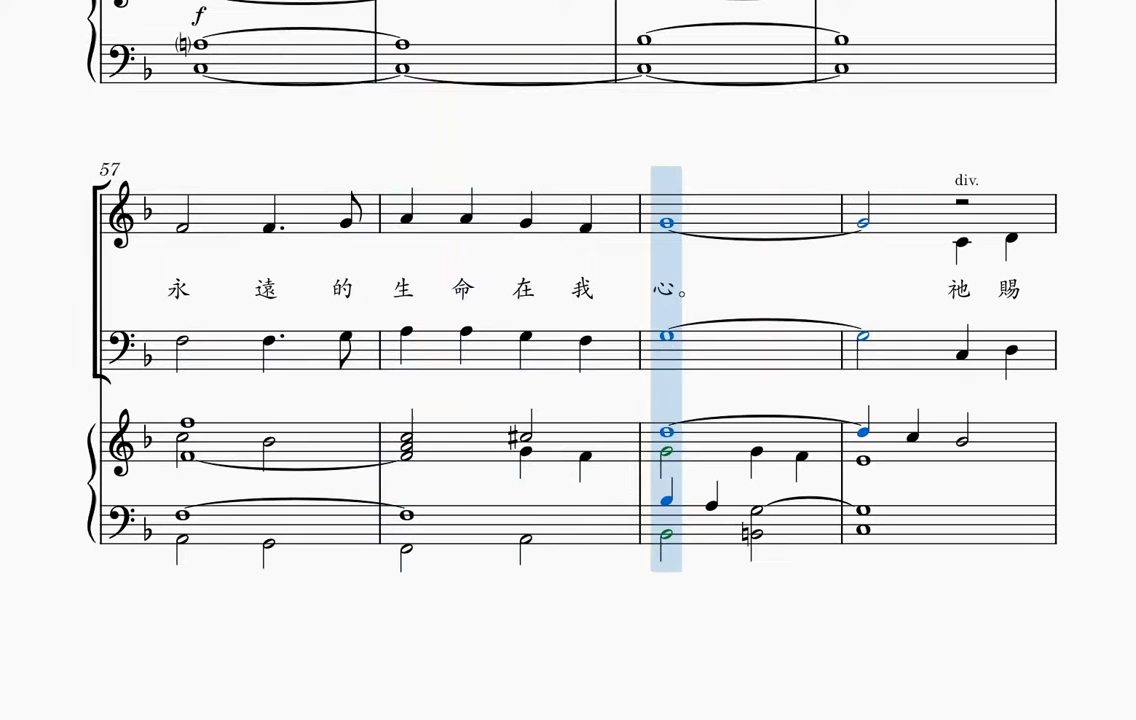 f
57
div.
永 遠 的 生 命 在 我 心。 祂 賜